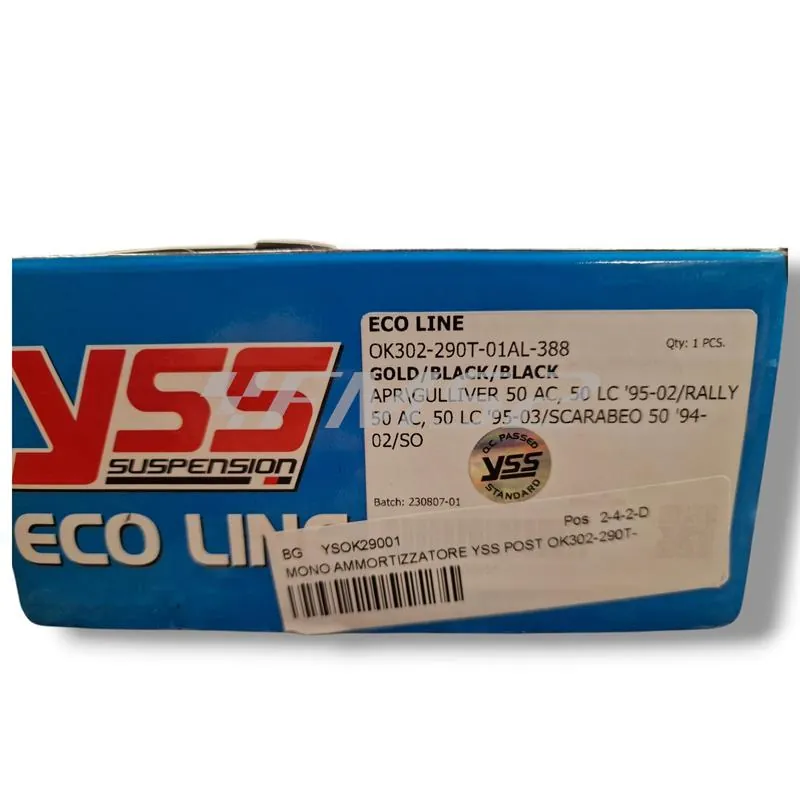 YSS
SUSPENSION
ECO LINE
ECO LINE
OK302-290T-01AL-388
Qty: 1 PCS.
GOLD/BLACK/BLACK
APR\GULLIVER 50 AC, 50 LC '95-02/RALLY
50 AC, 50 LC '95-03/SCARABEO 50 '94-
02/SO
Q.C. PASSED
YSS
STANDARD
Batch: 230807-01
BG YSOK29001
Pos 2-4-2-D
MONO AMMORTIZZATORE YSS POST OK302-290T-